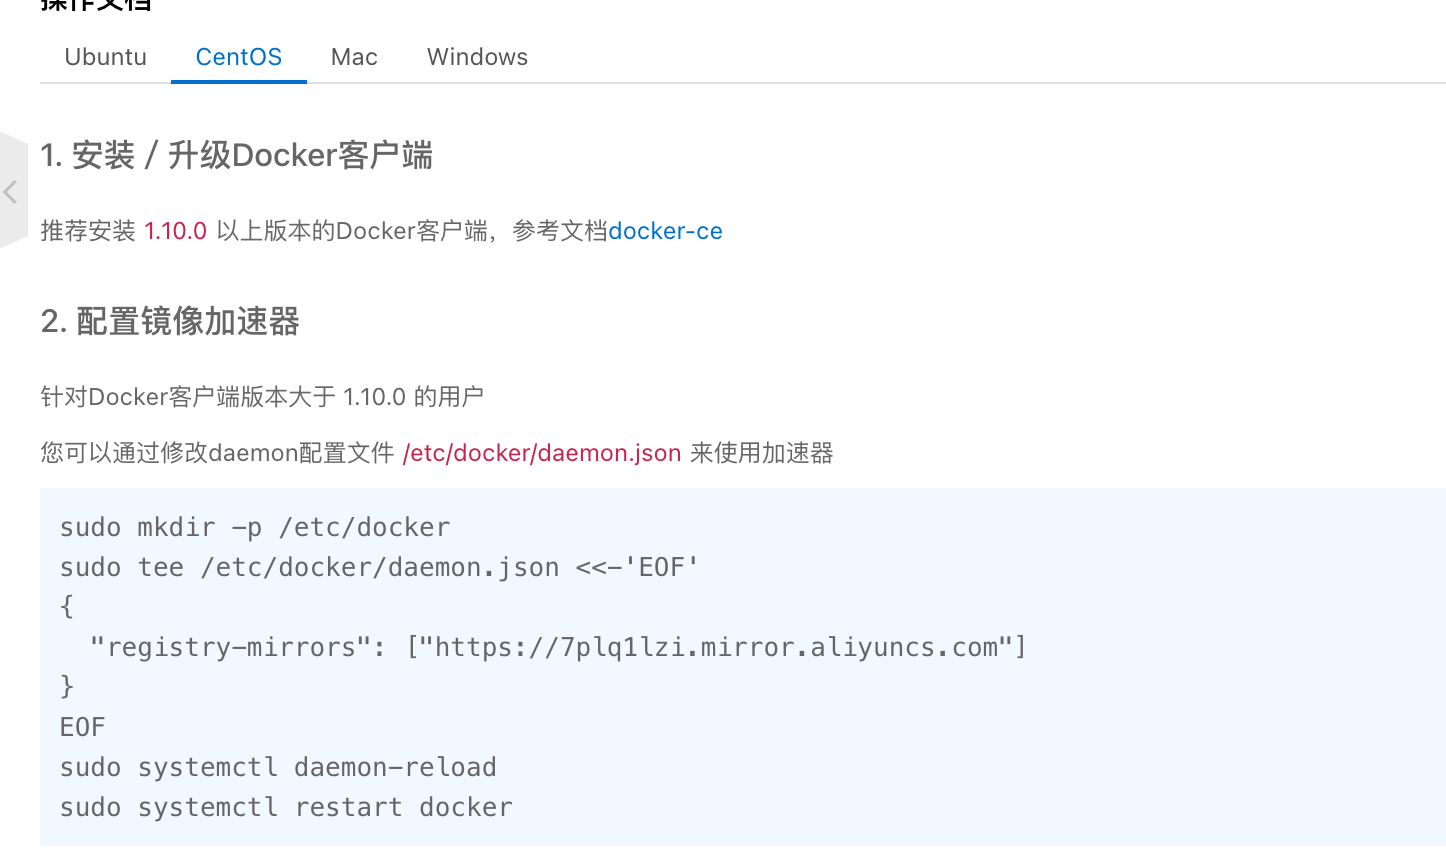 操作文档
Ubuntu CentOS Mac Windows
1. 安装 / 升级Docker客户端
推荐安装 1.10.0 以上版本的Docker客户端，参考文档docker-ce
2. 配置镜像加速器
针对Docker客户端版本大于 1.10.0 的用户
您可以通过修改daemon配置文件 /etc/docker/daemon.json 来使用加速器
sudo mkdir -p /etc/docker
sudo tee /etc/docker/daemon.json <<-'EOF'
{
  "registry-mirrors": ["https://7plq1lzi.mirror.aliyuncs.com"]
}
EOF
sudo systemctl daemon-reload
sudo systemctl restart docker